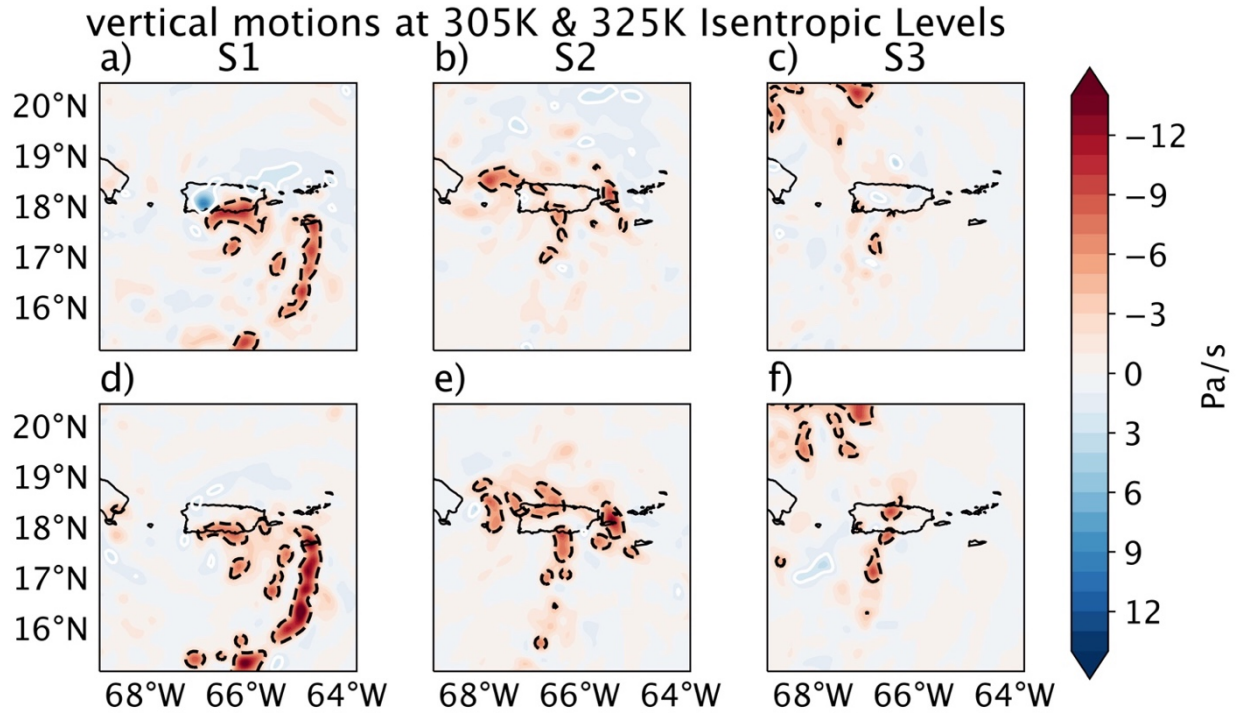 vertical motions at 305K & 325K Isentropic Levels
a) S1
b) S2
c) S3
20°N
19°N
18°N
17°N
16°N
d)
e)
f)
20°N
19°N
18°N
17°N
16°N
68°W 66°W 64°W
68°W 66°W 64°W
68°W 66°W 64°W
−12
−9
−6
−3
0
3
6
9
12
Pa/s